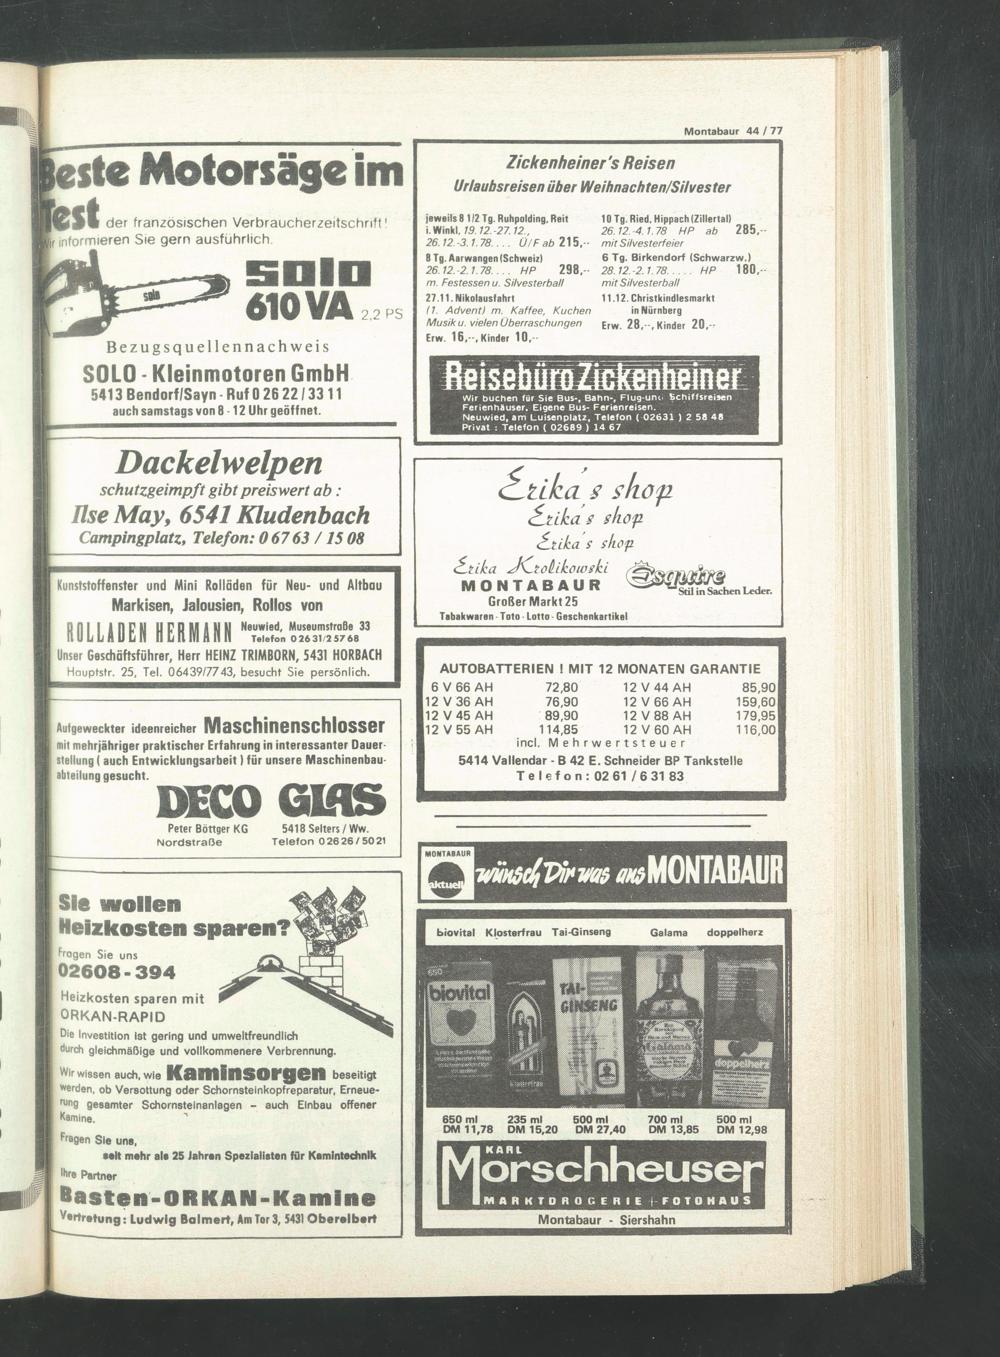 Montabaur 44 / 77
Beste Motorsäge im
Test der französischen Verbraucherzeitschrift!
Wir informieren Sie gern ausführlich.
solo
solo
610 VA 2,2 PS
Bezugsquellennachweis
SOLO - Kleinmotoren GmbH
5413 Bendorf/Sayn - Ruf 0 26 22 / 33 11
auch samstags von 8 - 12 Uhr geöffnet.
Dackelwelpen
schutzgeimpft gibt preiswert ab :
Ilse May, 6541 Kludenbach
Campingplatz, Telefon: 0 67 63 / 15 08
Kunststoffenster und Mini Rolläden für Neu- und Altbau
Markisen, Jalousien, Rollos von
ROLLADEN HERMANN Neuwied, Museumstraße 33
Telefon 0 26 31/2 57 68
Unser Geschäftsführer, Herr HEINZ TRIMBORN, 5431 HORBACH
Hauptstr. 25, Tel. 06439/77 43, besucht Sie persönlich.
Aufgeweckter ideenreicher Maschinenschlosser
mit mehrjähriger praktischer Erfahrung in interessanter Dauer-
stellung ( auch Entwicklungsarbeit ) für unsere Maschinenbau-
abteilung gesucht.
DECO GLAS
Peter Böttger KG 5418 Selters / Ww.
Nordstraße Telefon 0 26 26 / 50 21
Sie wollen
Heizkosten sparen?
Fragen Sie uns
02608-394
Heizkosten sparen mit
ORKAN-RAPID
Die Investition ist gering und umweltfreundlich
durch gleichmäßige und vollkommenere Verbrennung.
Wir wissen auch, wie Kaminsorgen beseitigt
werden, ob Versottung oder Schornsteinkopfreparatur, Erneue-
rung gesamter Schornsteinanlagen - auch Einbau offener
Kamine.
Fragen Sie uns,
seit mehr als 25 Jahren Spezialisten für Kamintechnik
Ihre Partner
Basten-ORKAN-Kamine
Vertretung: Ludwig Balmert, Am Tor 3, 5431 Oberelbert
Zickenheiner's Reisen
Urlaubsreisen über Weihnachten/Silvester
jeweils 8 1/2 Tg. Ruhpolding, Reit
i. Winkl, 19.12.-27.12.,
26.12.-3.1.78.... Ü/F ab 215,--
8 Tg. Aarwangen (Schweiz)
26.12.-2.1.78.... HP 298,--
m. Festessen u. Silvesterball
27.11. Nikolausfahrt
(1. Advent) m. Kaffee, Kuchen
Musik u. vielen Überraschungen
Erw. 16,--, Kinder 10,--
10 Tg. Ried, Hippach (Zillertal)
26.12.-4.1.78 HP ab 285,--
mit Silvesterfeier
6 Tg. Birkendorf (Schwarzw.)
28.12.-2.1.78..... HP 180,--
mit Silvesterball
11.12. Christkindlesmarkt
in Nürnberg
Erw. 28,--, Kinder 20,--
Reisebüro Zickenheiner
Wir buchen für Sie Bus-, Bahn-, Flug-und Schiffsreisen
Ferienhäuser. Eigene Bus- Ferienreisen.
Neuwied, am Luisenplatz, Telefon ( 02631 ) 2 58 48
Privat : Telefon ( 02689 ) 14 67
Erika's shop
Erika's shop
Erika's shop
Erika Krolikowski
MONTABAUR
Großer Markt 25
Tabakwaren - Toto - Lotto - Geschenkartikel
Esquire
Stil in Sachen Leder.
AUTOBATTERIEN ! MIT 12 MONATEN GARANTIE
6 V 66 AH 72,80 12 V 44 AH 85,90
12 V 36 AH 76,90 12 V 66 AH 159,60
12 V 45 AH 89,90 12 V 88 AH 179,95
12 V 55 AH 114,85 12 V 60 AH 116,00
incl. Mehrwertsteuer
5414 Vallendar - B 42 E. Schneider BP Tankstelle
Telefon: 02 61 / 6 31 83
MONTABAUR
aktuell
wünsch Dir was aus MONTABAUR
biovital Klosterfrau Tai-Ginseng Galama doppelherz
650
biovital
Klosterfrau
TAI-
GINSENG
Galama
doppelherz
650 ml 235 ml 500 ml 700 ml 500 ml
DM 11,78 DM 15,20 DM 27,40 DM 13,85 DM 12,98
KARL
Morschheuser
MARKTDROGERIE + FOTOHAUS
Montabaur - Siershahn